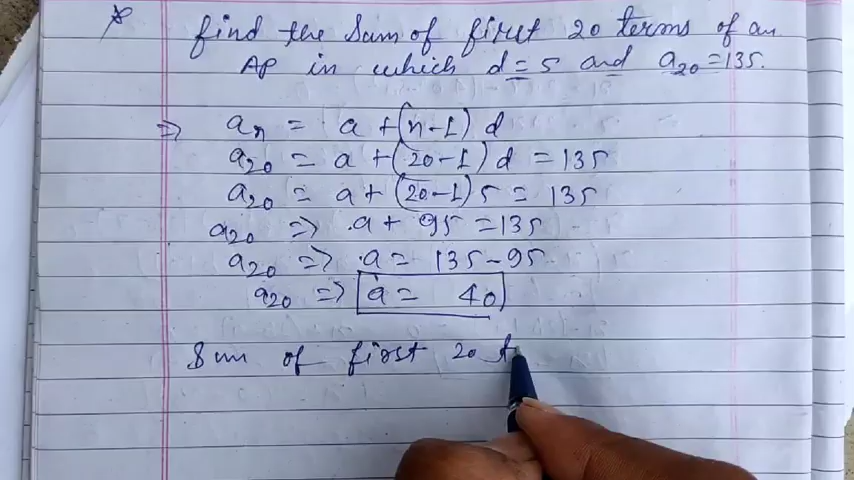 find the Sum of first 20 terms of an
AP in which d = 5 and a20 = 135.
=> an = a + (n-1) d
a20 = a + (20-1) d = 135
a20 = a + (20-1) 5 = 135
a20 => a + 95 = 135
a20 => a = 135 - 95
a20 => a = 40
Sum of first 20 t